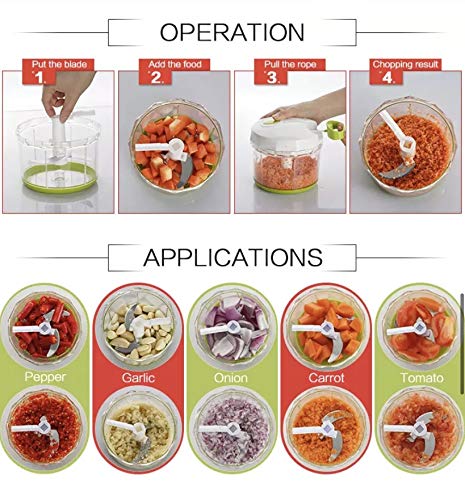 OPERATION
Put the blade
1.
Add the food
2.
Pull the rope
3.
Chopping result
4.
APPLICATIONS
Pepper
Garlic
Onion
Carrot
Tomato